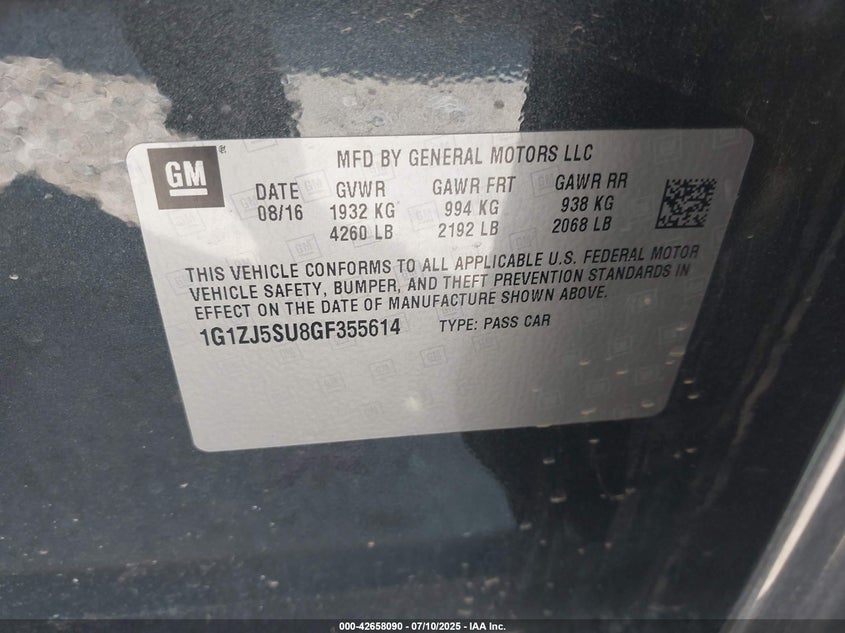 GM
MFD BY GENERAL MOTORS LLC
DATE GVWR GAWR FRT GAWR RR
08/16 1932 KG 994 KG 938 KG
4260 LB 2192 LB 2068 LB
THIS VEHICLE CONFORMS TO ALL APPLICABLE U.S. FEDERAL MOTOR
VEHICLE SAFETY, BUMPER, AND THEFT PREVENTION STANDARDS IN
EFFECT ON THE DATE OF MANUFACTURE SHOWN ABOVE.
1G1ZJ5SU8GF355614 TYPE: PASS CAR
000-42658090 - 07/10/2025 - IAA Inc.